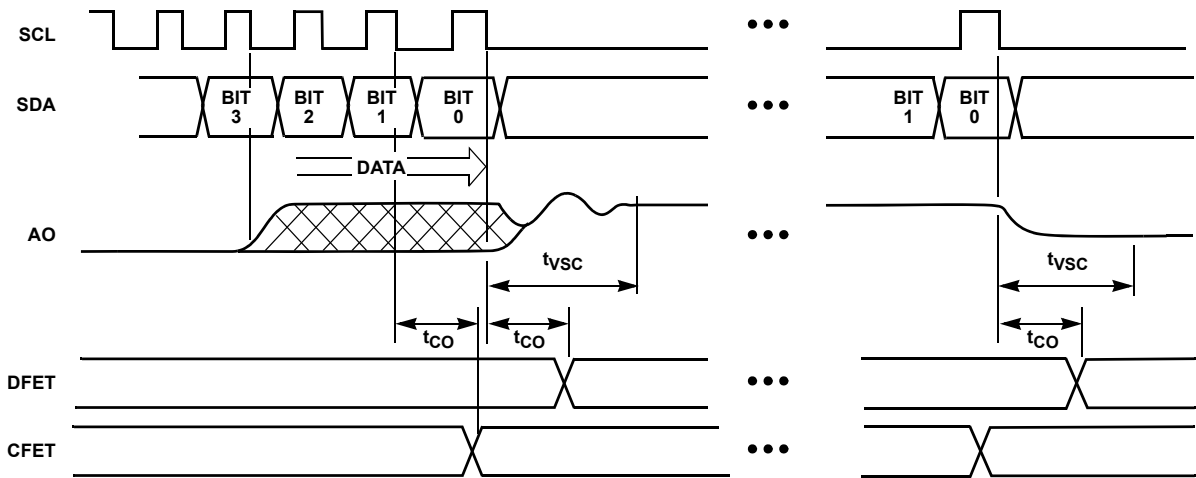 SCL
SDA
BIT 3
BIT 2
BIT 1
BIT 0
BIT 1
BIT 0
DATA
AO
tVSC
tVSC
tCO
tCO
tCO
DFET
CFET